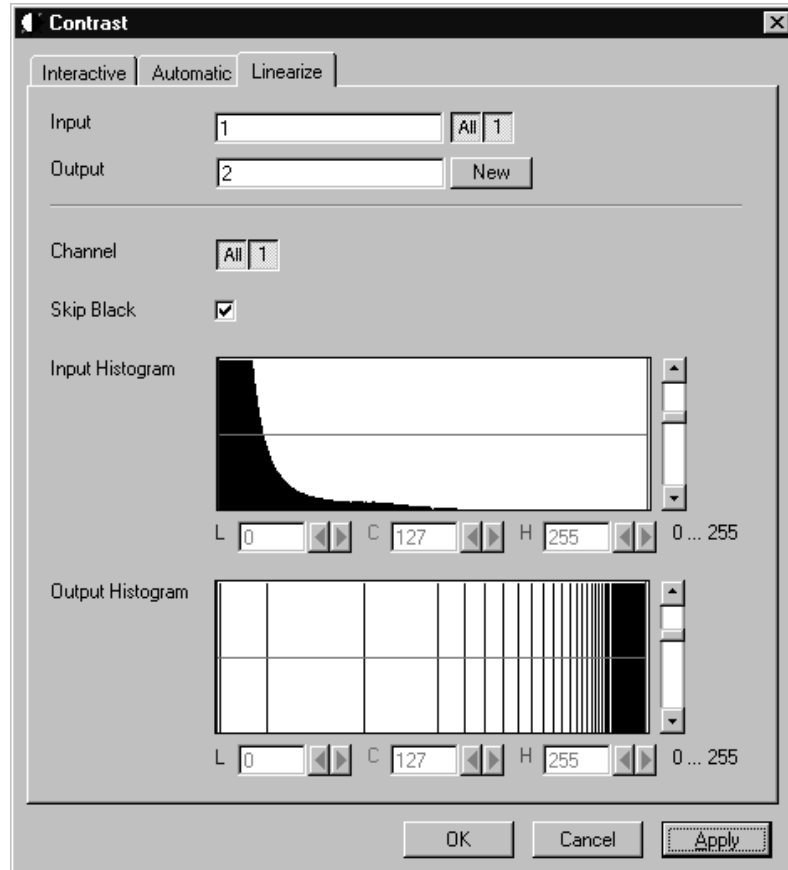 Contrast
Interactive Automatic Linearize
Input 1 All 1
Output 2 New
Channel All 1
Skip Black
Input Histogram
L 0 C 127 H 255 0 ... 255
Output Histogram
L 0 C 127 H 255 0 ... 255
OK Cancel Apply